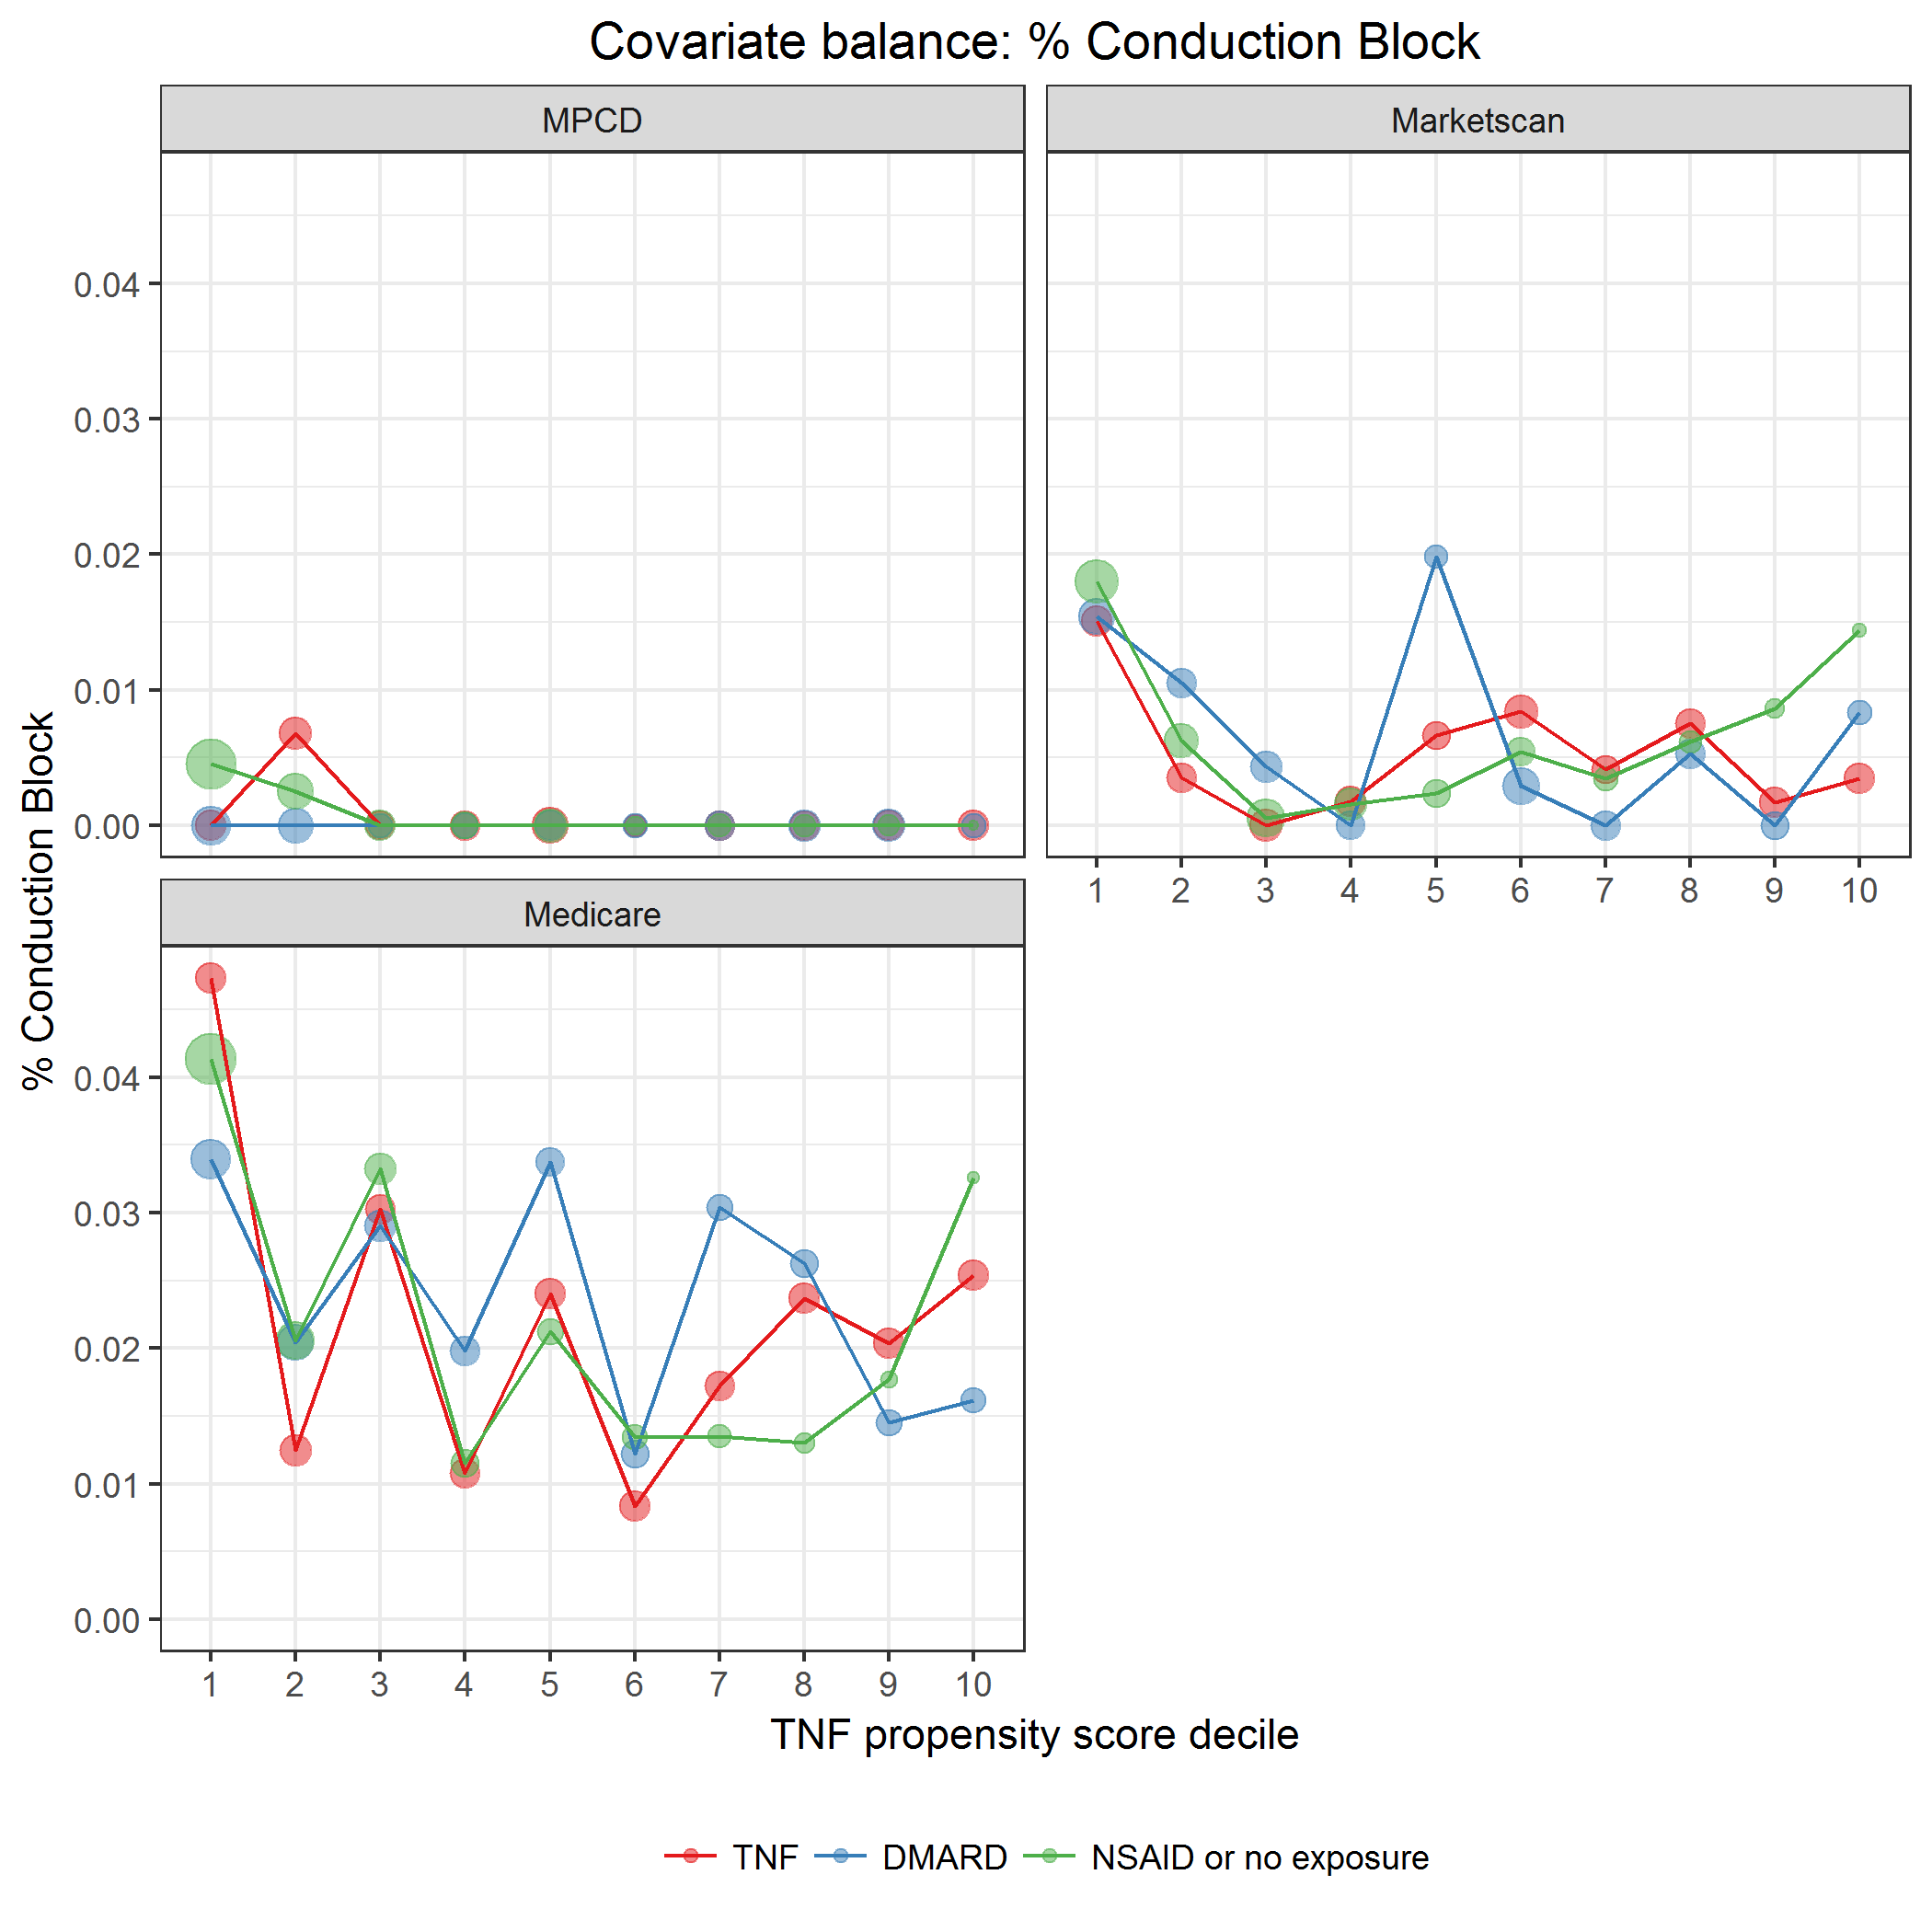 Covariate balance: % Conduction Block
MPCD
Marketscan
0.04
0.03
0.02
0.01
0.00
1 2 3 4 5 6 7 8 9 10
Medicare
0.04
0.03
0.02
0.01
0.00
1 2 3 4 5 6 7 8 9 10
% Conduction Block
TNF propensity score decile
TNF DMARD NSAID or no exposure